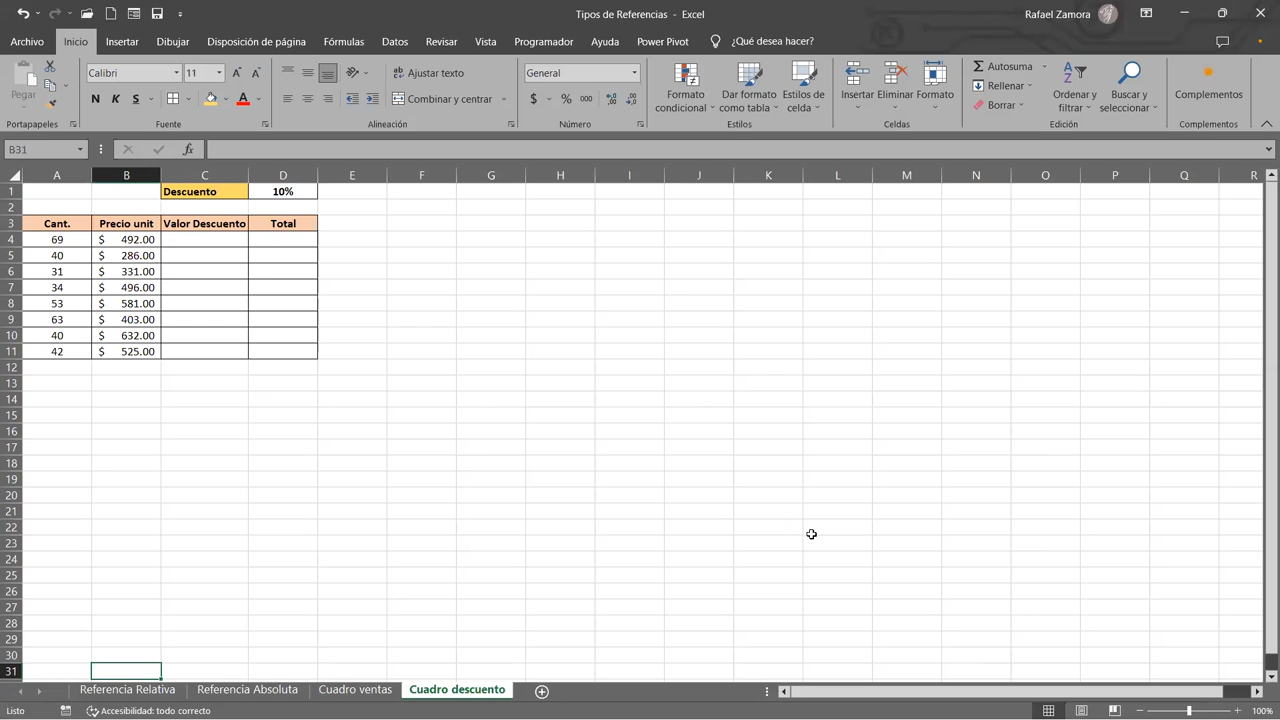 Tipos de Referencias - Excel
Rafael Zamora
Archivo Inicio Insertar Dibujar Disposición de página Fórmulas Datos Revisar Vista Programador Ayuda Power Pivot ¿Qué desea hacer?
Pegar
Calibri 11
N K S
Ajustar texto
Combinar y centrar
General
$ % 000
Formato condicional
Dar formato como tabla
Estilos de celda
Insertar Eliminar Formato
Autosuma
Rellenar
Borrar
Ordenar y filtrar
Buscar y seleccionar
Complementos
Portapapeles Fuente Alineación Número Estilos Celdas Edición Complementos
B31 fx
A B C D E F G H I J K L M N O P Q R
1 Descuento 10%
2
3 Cant. Precio unit Valor Descuento Total
4 69 $ 492.00
5 40 $ 286.00
6 31 $ 331.00
7 34 $ 496.00
8 53 $ 581.00
9 63 $ 403.00
10 40 $ 632.00
11 42 $ 525.00
12
13
14
15
16
17
18
19
20
21
22
23
24
25
26
27
28
29
30
31
Referencia Relativa Referencia Absoluta Cuadro ventas Cuadro descuento
Listo Accesibilidad: todo correcto 100%